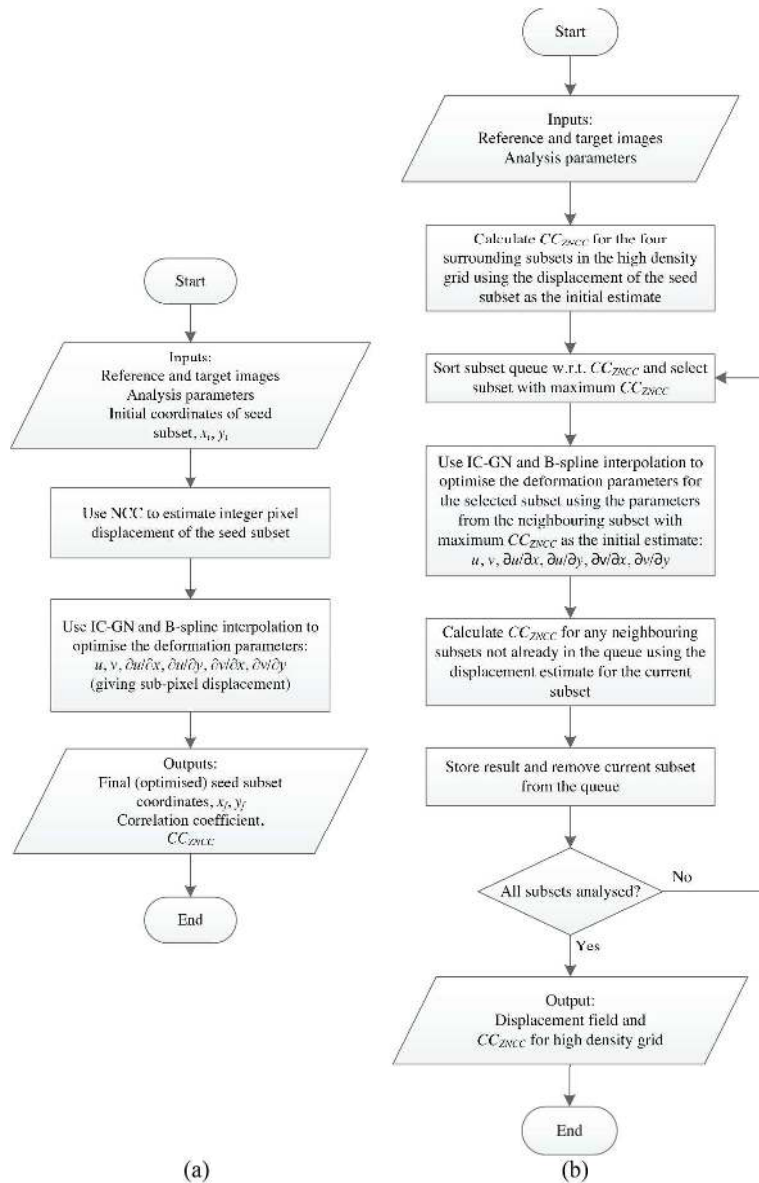 Start
Inputs:
Reference and target images
Analysis parameters
Initial coordinates of seed
subset, xi, yi
Use NCC to estimate integer pixel
displacement of the seed subset
Use IC-GN and B-spline interpolation to
optimise the deformation parameters:
u, v, ∂u/∂x, ∂u/∂y, ∂v/∂x, ∂v/∂y
(giving sub-pixel displacement)
Outputs:
Final (optimised) seed subset
coordinates, xf, yf
Correlation coefficient,
CCZNCC
End
(a)
Start
Inputs:
Reference and target images
Analysis parameters
Calculate CCZNCC for the four
surrounding subsets in the high density
grid using the displacement of the seed
subset as the initial estimate
Sort subset queue w.r.t. CCZNCC and select
subset with maximum CCZNCC
Use IC-GN and B-spline interpolation to
optimise the deformation parameters for
the selected subset using the parameters
from the neighbouring subset with
maximum CCZNCC as the initial estimate:
u, v, ∂u/∂x, ∂u/∂y, ∂v/∂x, ∂v/∂y
Calculate CCZNCC for any neighbouring
subsets not already in the queue using the
displacement estimate for the current
subset
Store result and remove current subset
from the queue
All subsets analysed?
No
Yes
Output:
Displacement field and
CCZNCC for high density grid
End
(b)